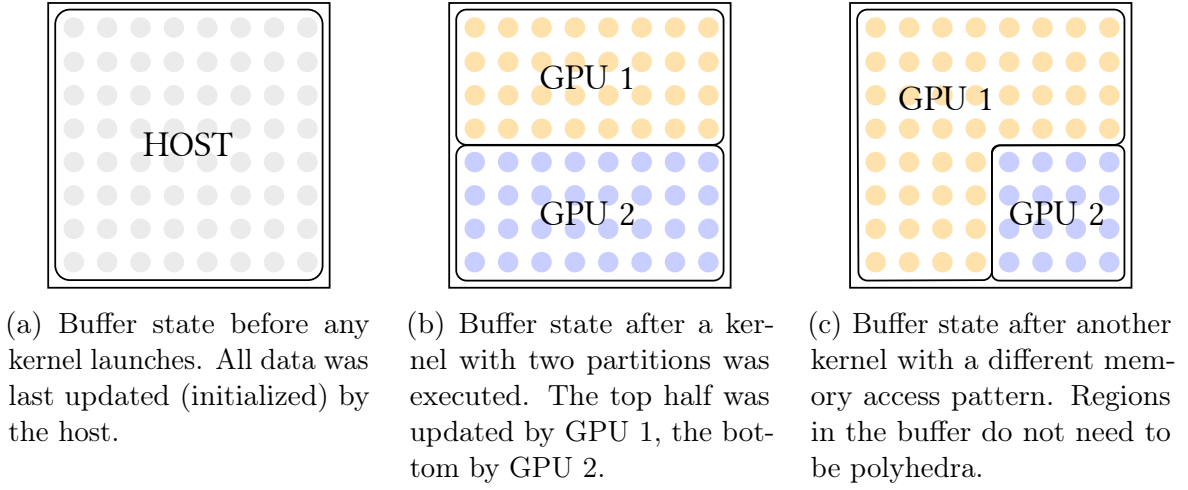 HOST
GPU 1
GPU 2
GPU 1
GPU 2
(a) Buffer state before any
kernel launches. All data was
last updated (initialized) by
the host.
(b) Buffer state after a ker-
nel with two partitions was
executed. The top half was
updated by GPU 1, the bot-
tom by GPU 2.
(c) Buffer state after another
kernel with a different mem-
ory access pattern. Regions
in the buffer do not need to
be polyhedra.